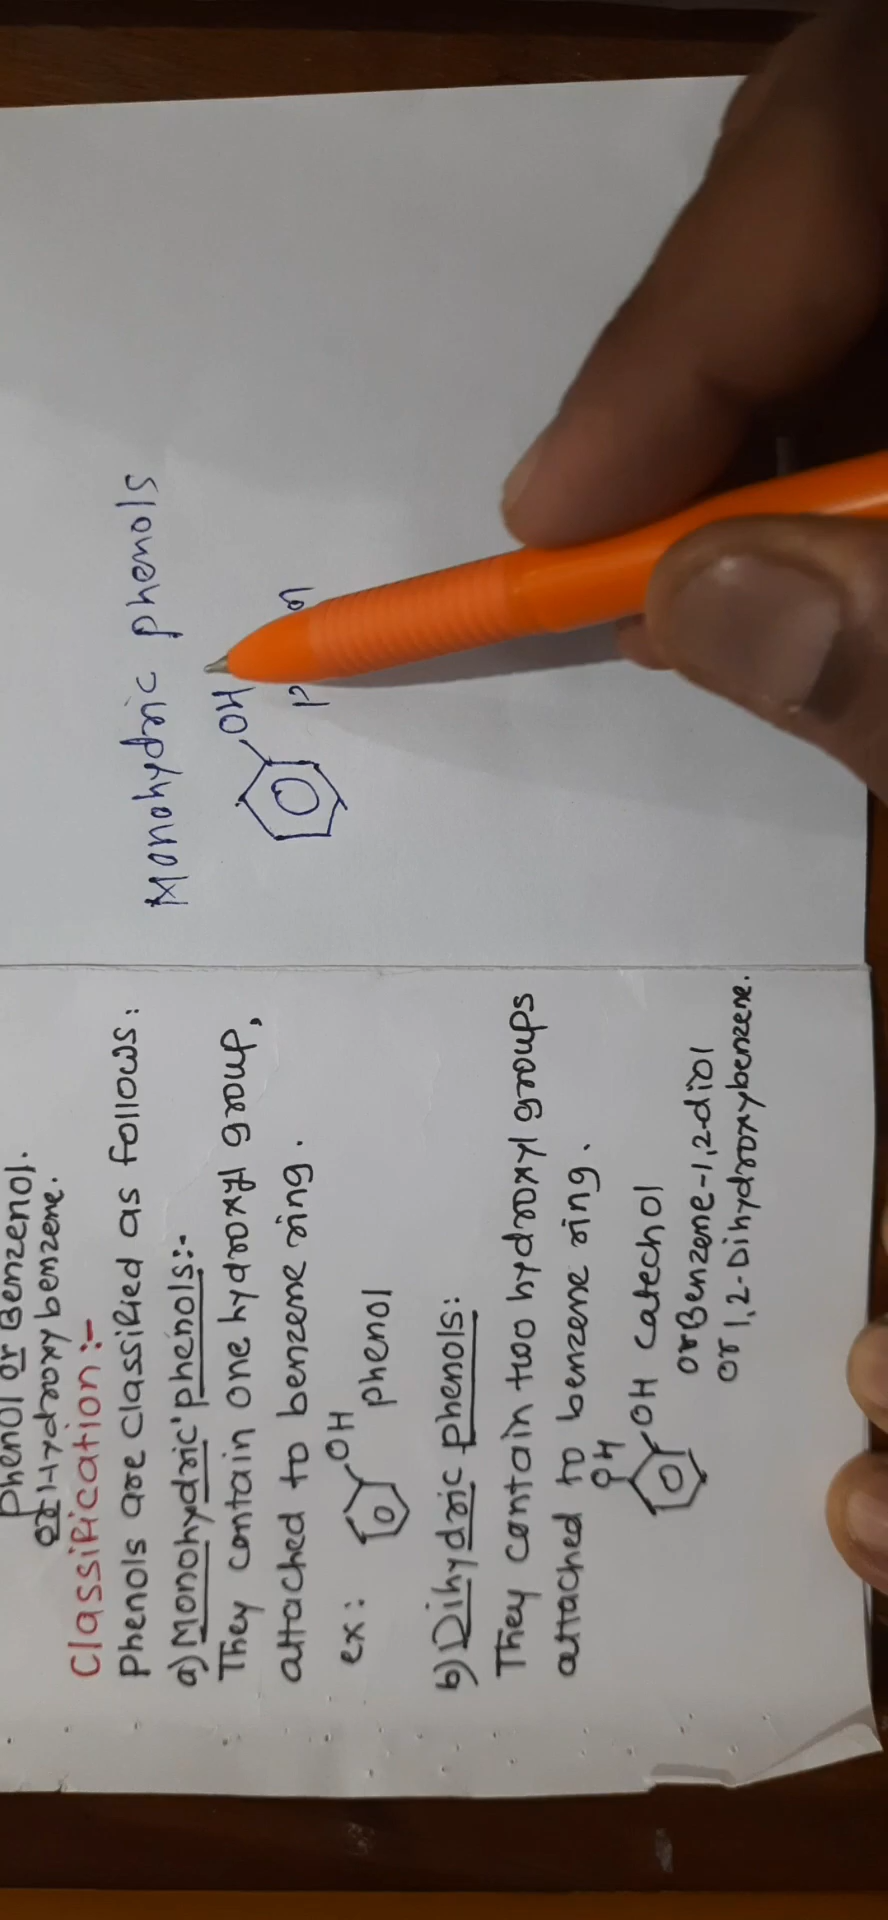 Phenol or Benzenol.
or Hydroxy benzene.
Classification:-
Phenols are classified as follows:
a) Monohydric phenols:-
They contain one hydroxyl group,
attached to benzene ring.
ex: OH
phenol
b) Dihydric phenols:
They contain two hydroxyl groups
attached to benzene ring.
OH
OH catechol
or Benzene-1,2-diol
or 1,2-Dihydroxybenzene.
Monohydric phenols
OH